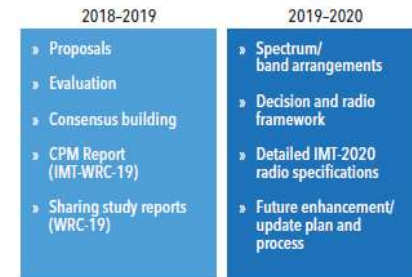 2018–2019
» Proposals
» Evaluation
» Consensus building
» CPM Report
(IMT-WRC-19)
» Sharing study reports
(WRC-19)
2019–2020
» Spectrum/
band arrangements
» Decision and radio
framework
» Detailed IMT-2020
radio specifications
» Future enhancement/
update plan and
process